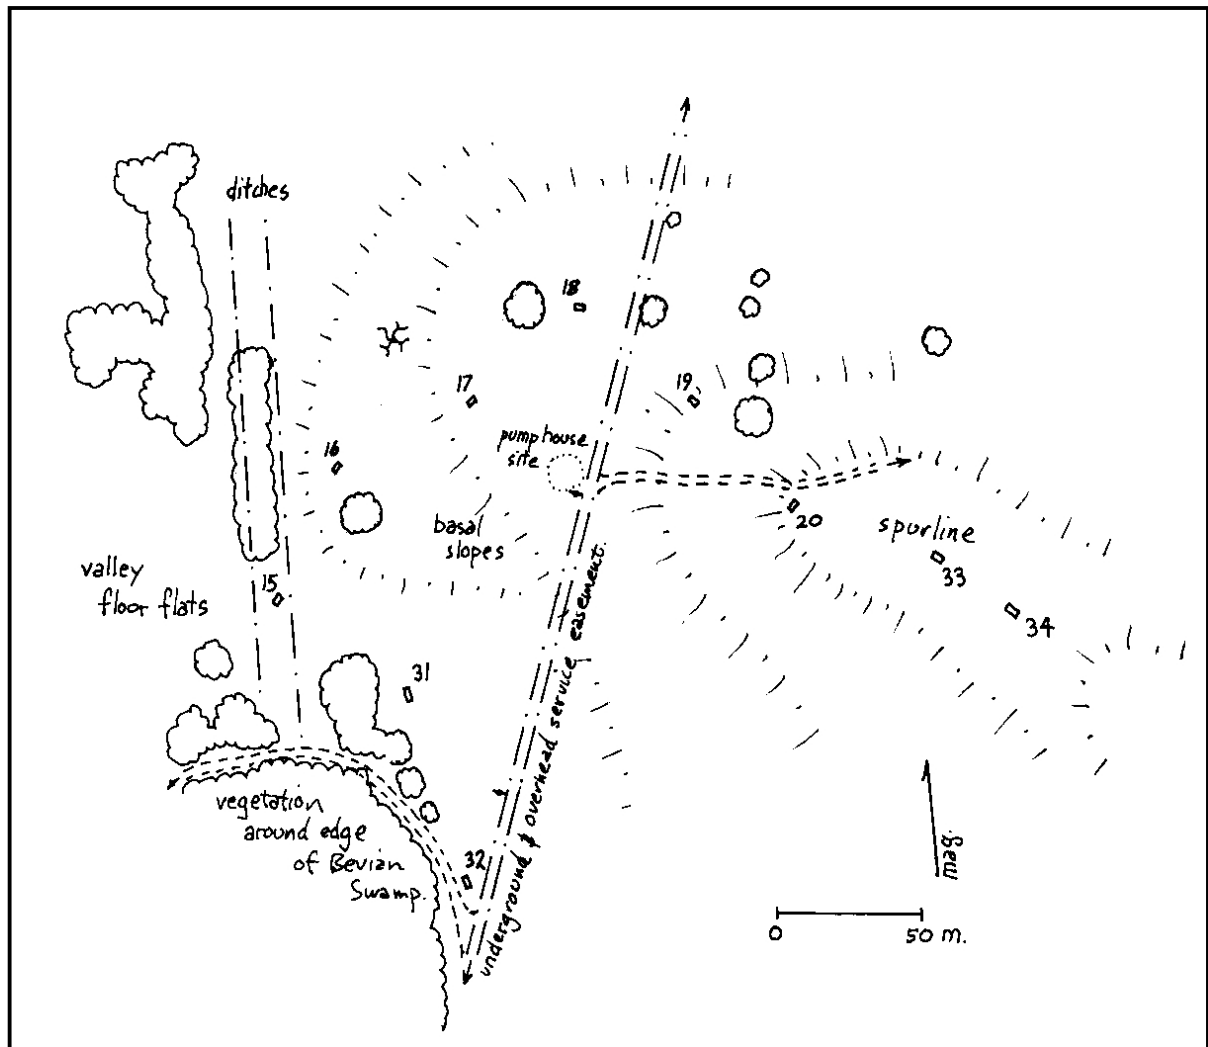 ditches
18
17
19
pump house
site
16
basal
slopes
20
spurline
33
34
valley
floor flats
15
31
underground & overhead service easement.
vegetation
around edge
of Bevian
Swamp.
32
mag.
0 50 m.